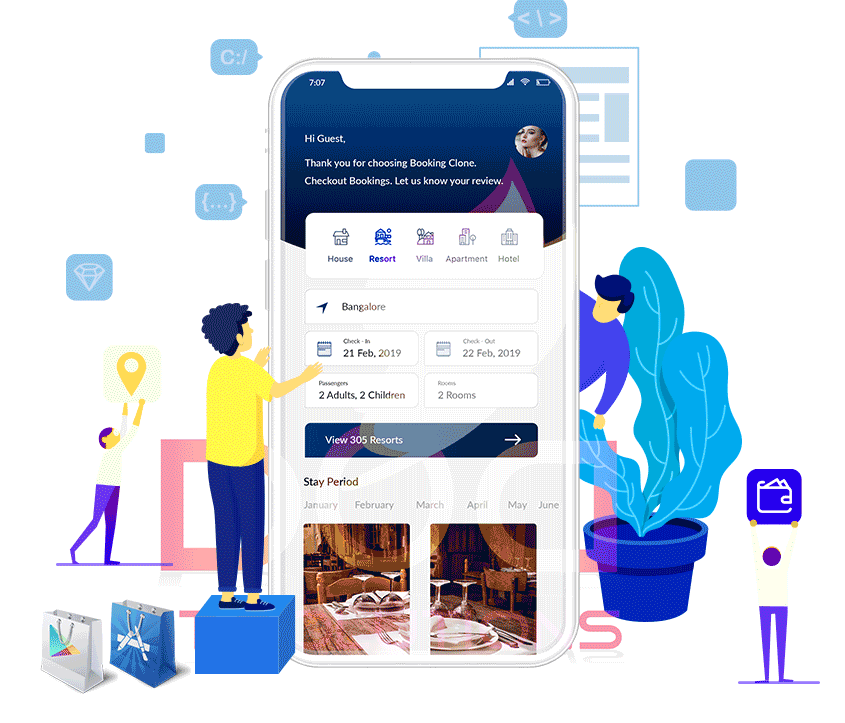 < \ >
C:/
{...}
7:07
Hi Guest,
Thank you for choosing Booking Clone.
Checkout Bookings. Let us know your review.
House Resort Villa Apartment Hotel
Bangalore
Check - In
21 Feb, 2019
Check - Out
22 Feb, 2019
Passengers
2 Adults, 2 Children
Rooms
2 Rooms
View 305 Resorts
Stay Period
January February March April May June